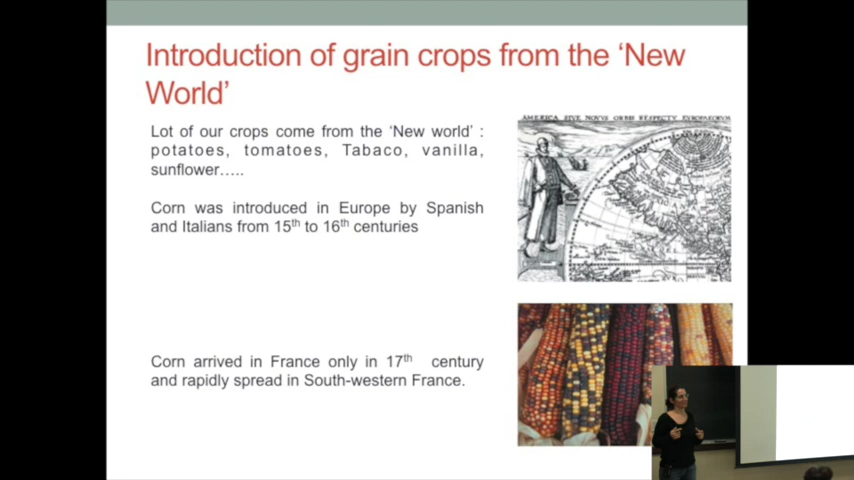 Introduction of grain crops from the ‘New
World’
Lot of our crops come from the ‘New world’ :
potatoes, tomatoes, Tabaco, vanilla,
sunflower…..
Corn was introduced in Europe by Spanish
and Italians from 15th to 16th centuries
AMERICA SIVE NOVUS ORBIS RESPECTU EUROPAEORUM
Corn arrived in France only in 17th century
and rapidly spread in South-western France.